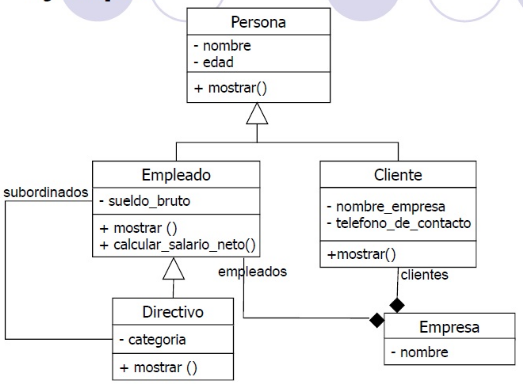 Persona
- nombre
- edad
+ mostrar()
Empleado
- sueldo_bruto
+ mostrar ()
+ calcular_salario_neto()
Cliente
- nombre_empresa
- telefono_de_contacto
+mostrar()
subordinados
empleados
clientes
Directivo
- categoria
+ mostrar ()
Empresa
- nombre